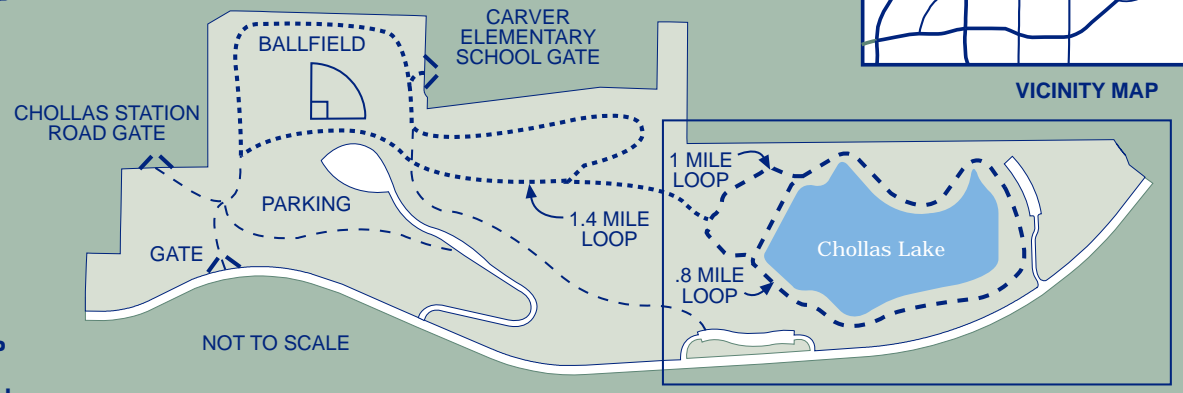 CARVER
ELEMENTARY
SCHOOL GATE
BALLFIELD
VICINITY MAP
CHOLLAS STATION
ROAD GATE
1 MILE
LOOP
PARKING
1.4 MILE
LOOP
GATE
Chollas Lake
.8 MILE
LOOP
NOT TO SCALE